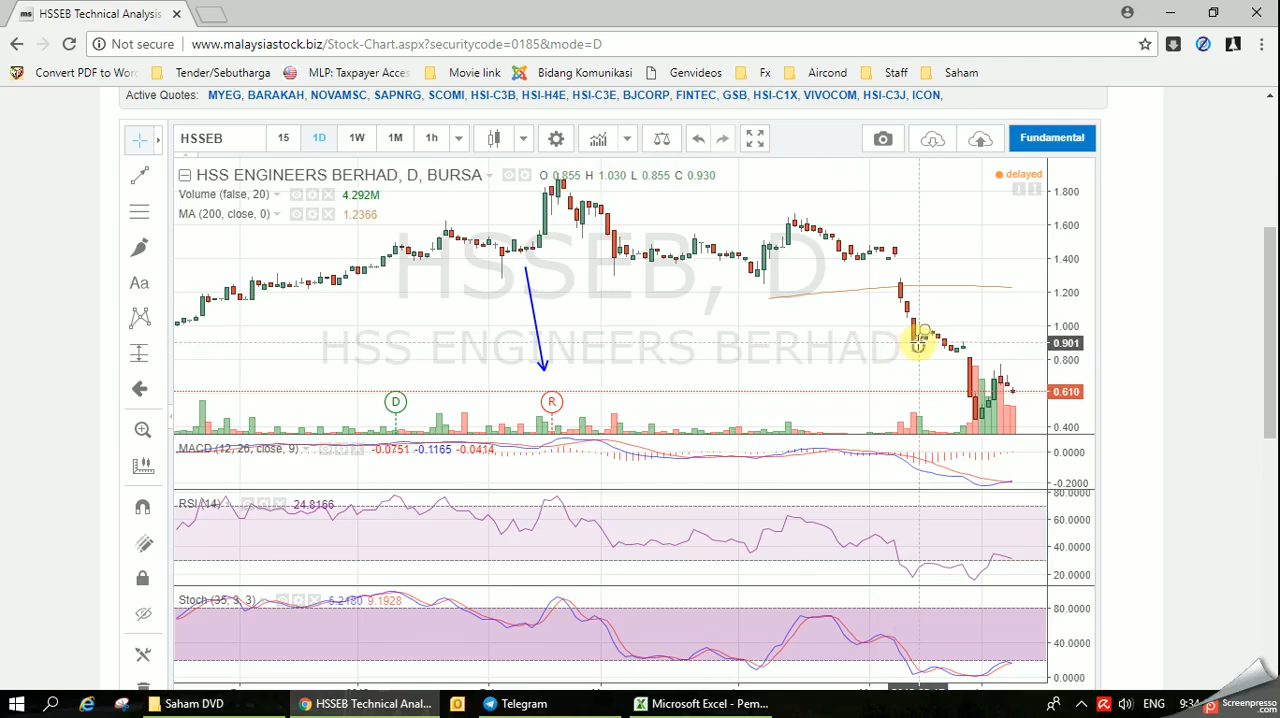 HSSEB Technical Analysis
Not secure
www.malaysiastock.biz/Stock-Chart.aspx?securitycode=0185&mode=D
Convert PDF to Wor
Tender/Sebutharga
MLP: Taxpayer Acces
Movie link
Bidang Komunikasi
Genvideos
Fx
Aircond
Staff
Saham
Active Quotes: MYEG, BARAKAH, NOVAMSC, SAPNRG, SCOMI, HSI-C3B, HSI-H4E, HSI-C3E, BJCORP, FINTEC, GSB, HSI-C1X, VIVOCOM, HSI-C3J, ICON,
HSSEB 15 1D 1W 1M 1h Fundamental
HSS ENGINEERS BERHAD, D, BURSA O 0.855 H 1.030 L 0.855 C 0.930
delayed
Volume (false, 20) 4.292M
MA (200, close, 0) 1.2366
HSSEB, D
HSS ENGINEERS BERHAD
1.800
1.600
1.400
1.200
1.000
0.901
0.800
0.610
0.400
D
R
MACD (12, 26, close, 9) -0.0751 -0.1165 -0.0414
0.0000
-0.2000
RSI (14) 24.8166
80.0000
60.0000
40.0000
20.0000
Stoch (35, 3, 3) 6.2180 9.1928
80.0000
40.0000
0.0000
Saham DVD
HSSEB Technical Anal...
Telegram
Microsoft Excel - Pem...
ENG
9:34
Screenpresso
.com